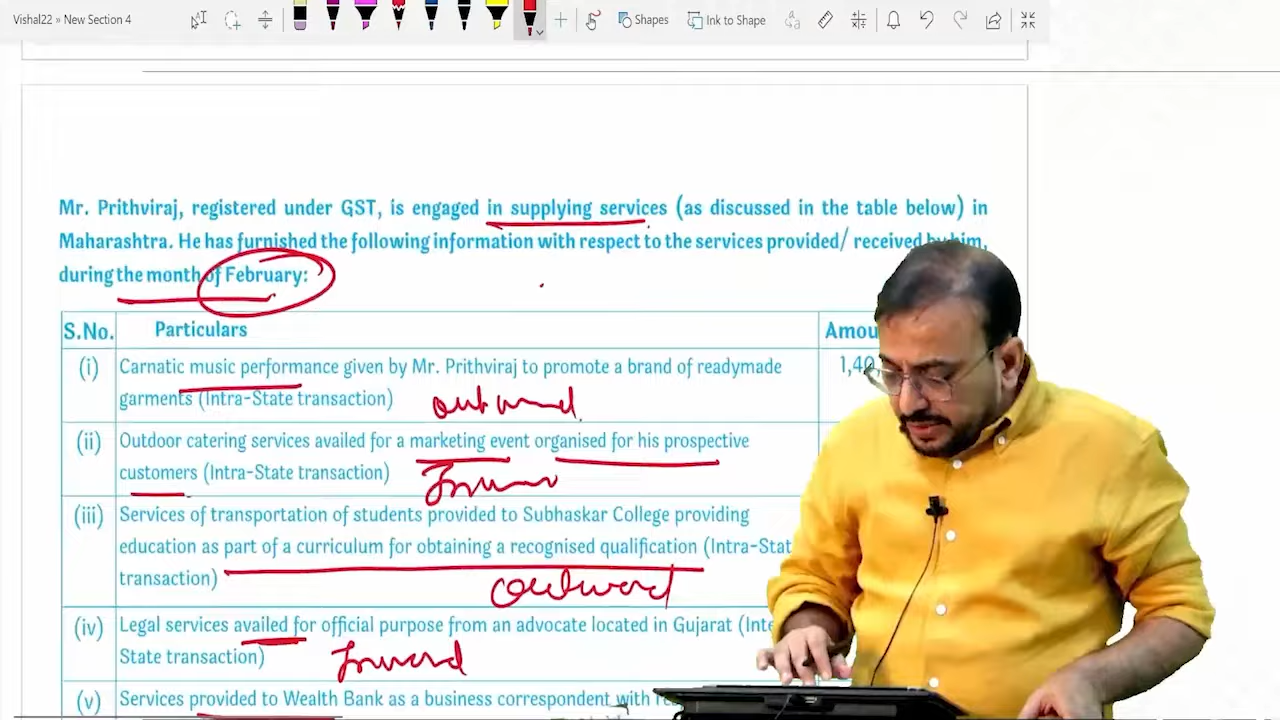 Vishal22 » New Section 4
Shapes
Ink to Shape
Mr. Prithviraj, registered under GST, is engaged in supplying services (as discussed in the table below) in
Maharashtra. He has furnished the following information with respect to the services provided/ received by him,
during the month of February:
S.No. Particulars Amou
(i) Carnatic music performance given by Mr. Prithviraj to promote a brand of readymade 1,40,
garments (Intra-State transaction) outward
(ii) Outdoor catering services availed for a marketing event organised for his prospective
customers (Intra-State transaction)
(iii) Services of transportation of students provided to Subhaskar College providing
education as part of a curriculum for obtaining a recognised qualification (Intra-Stat
transaction) outward
(iv) Legal services availed for official purpose from an advocate located in Gujarat (Inte
State transaction)
(v) Services provided to Wealth Bank as a business correspondent with